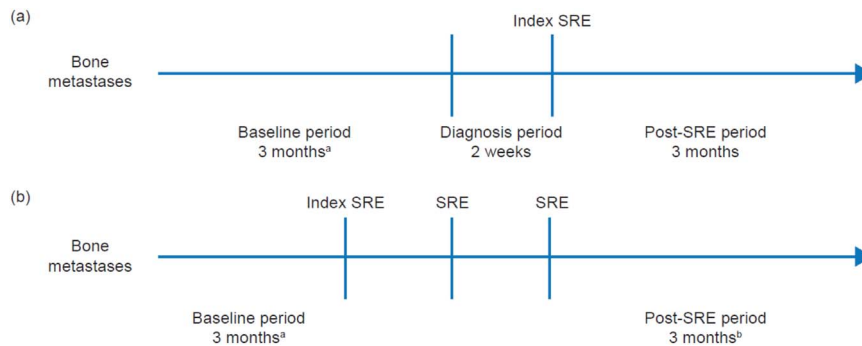 (a)
Index SRE
Bone
metastases
Baseline period
3 monthsᵃ
Diagnosis period
2 weeks
Post-SRE period
3 months
(b)
Index SRE
SRE
SRE
Bone
metastases
Baseline period
3 monthsᵃ
Post-SRE period
3 monthsᵇ